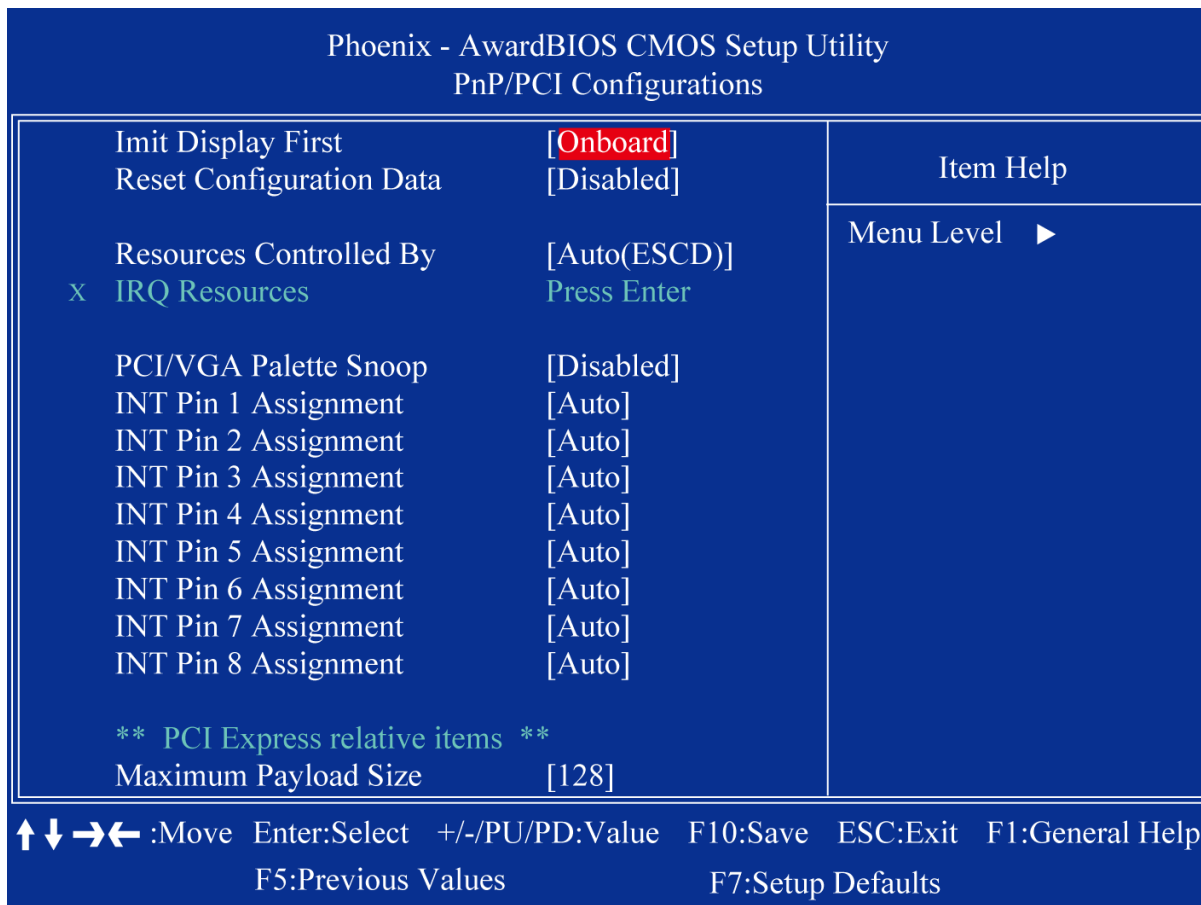 Phoenix - AwardBIOS CMOS Setup Utility
PnP/PCI Configurations
Imit Display First [Onboard]
Reset Configuration Data [Disabled]
Resources Controlled By [Auto(ESCD)]
X IRQ Resources Press Enter
PCI/VGA Palette Snoop [Disabled]
INT Pin 1 Assignment [Auto]
INT Pin 2 Assignment [Auto]
INT Pin 3 Assignment [Auto]
INT Pin 4 Assignment [Auto]
INT Pin 5 Assignment [Auto]
INT Pin 6 Assignment [Auto]
INT Pin 7 Assignment [Auto]
INT Pin 8 Assignment [Auto]
** PCI Express relative items **
Maximum Payload Size [128]
Item Help
Menu Level ▶
↑↓→← :Move Enter:Select +/-/PU/PD:Value F10:Save ESC:Exit F1:General Help
F5:Previous Values F7:Setup Defaults